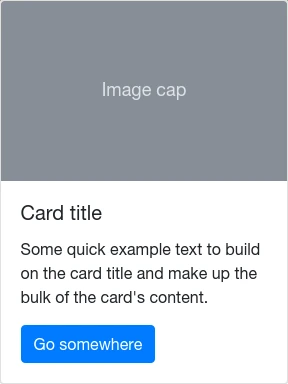 Image cap
Card title
Some quick example text to build
on the card title and make up the
bulk of the card's content.
Go somewhere